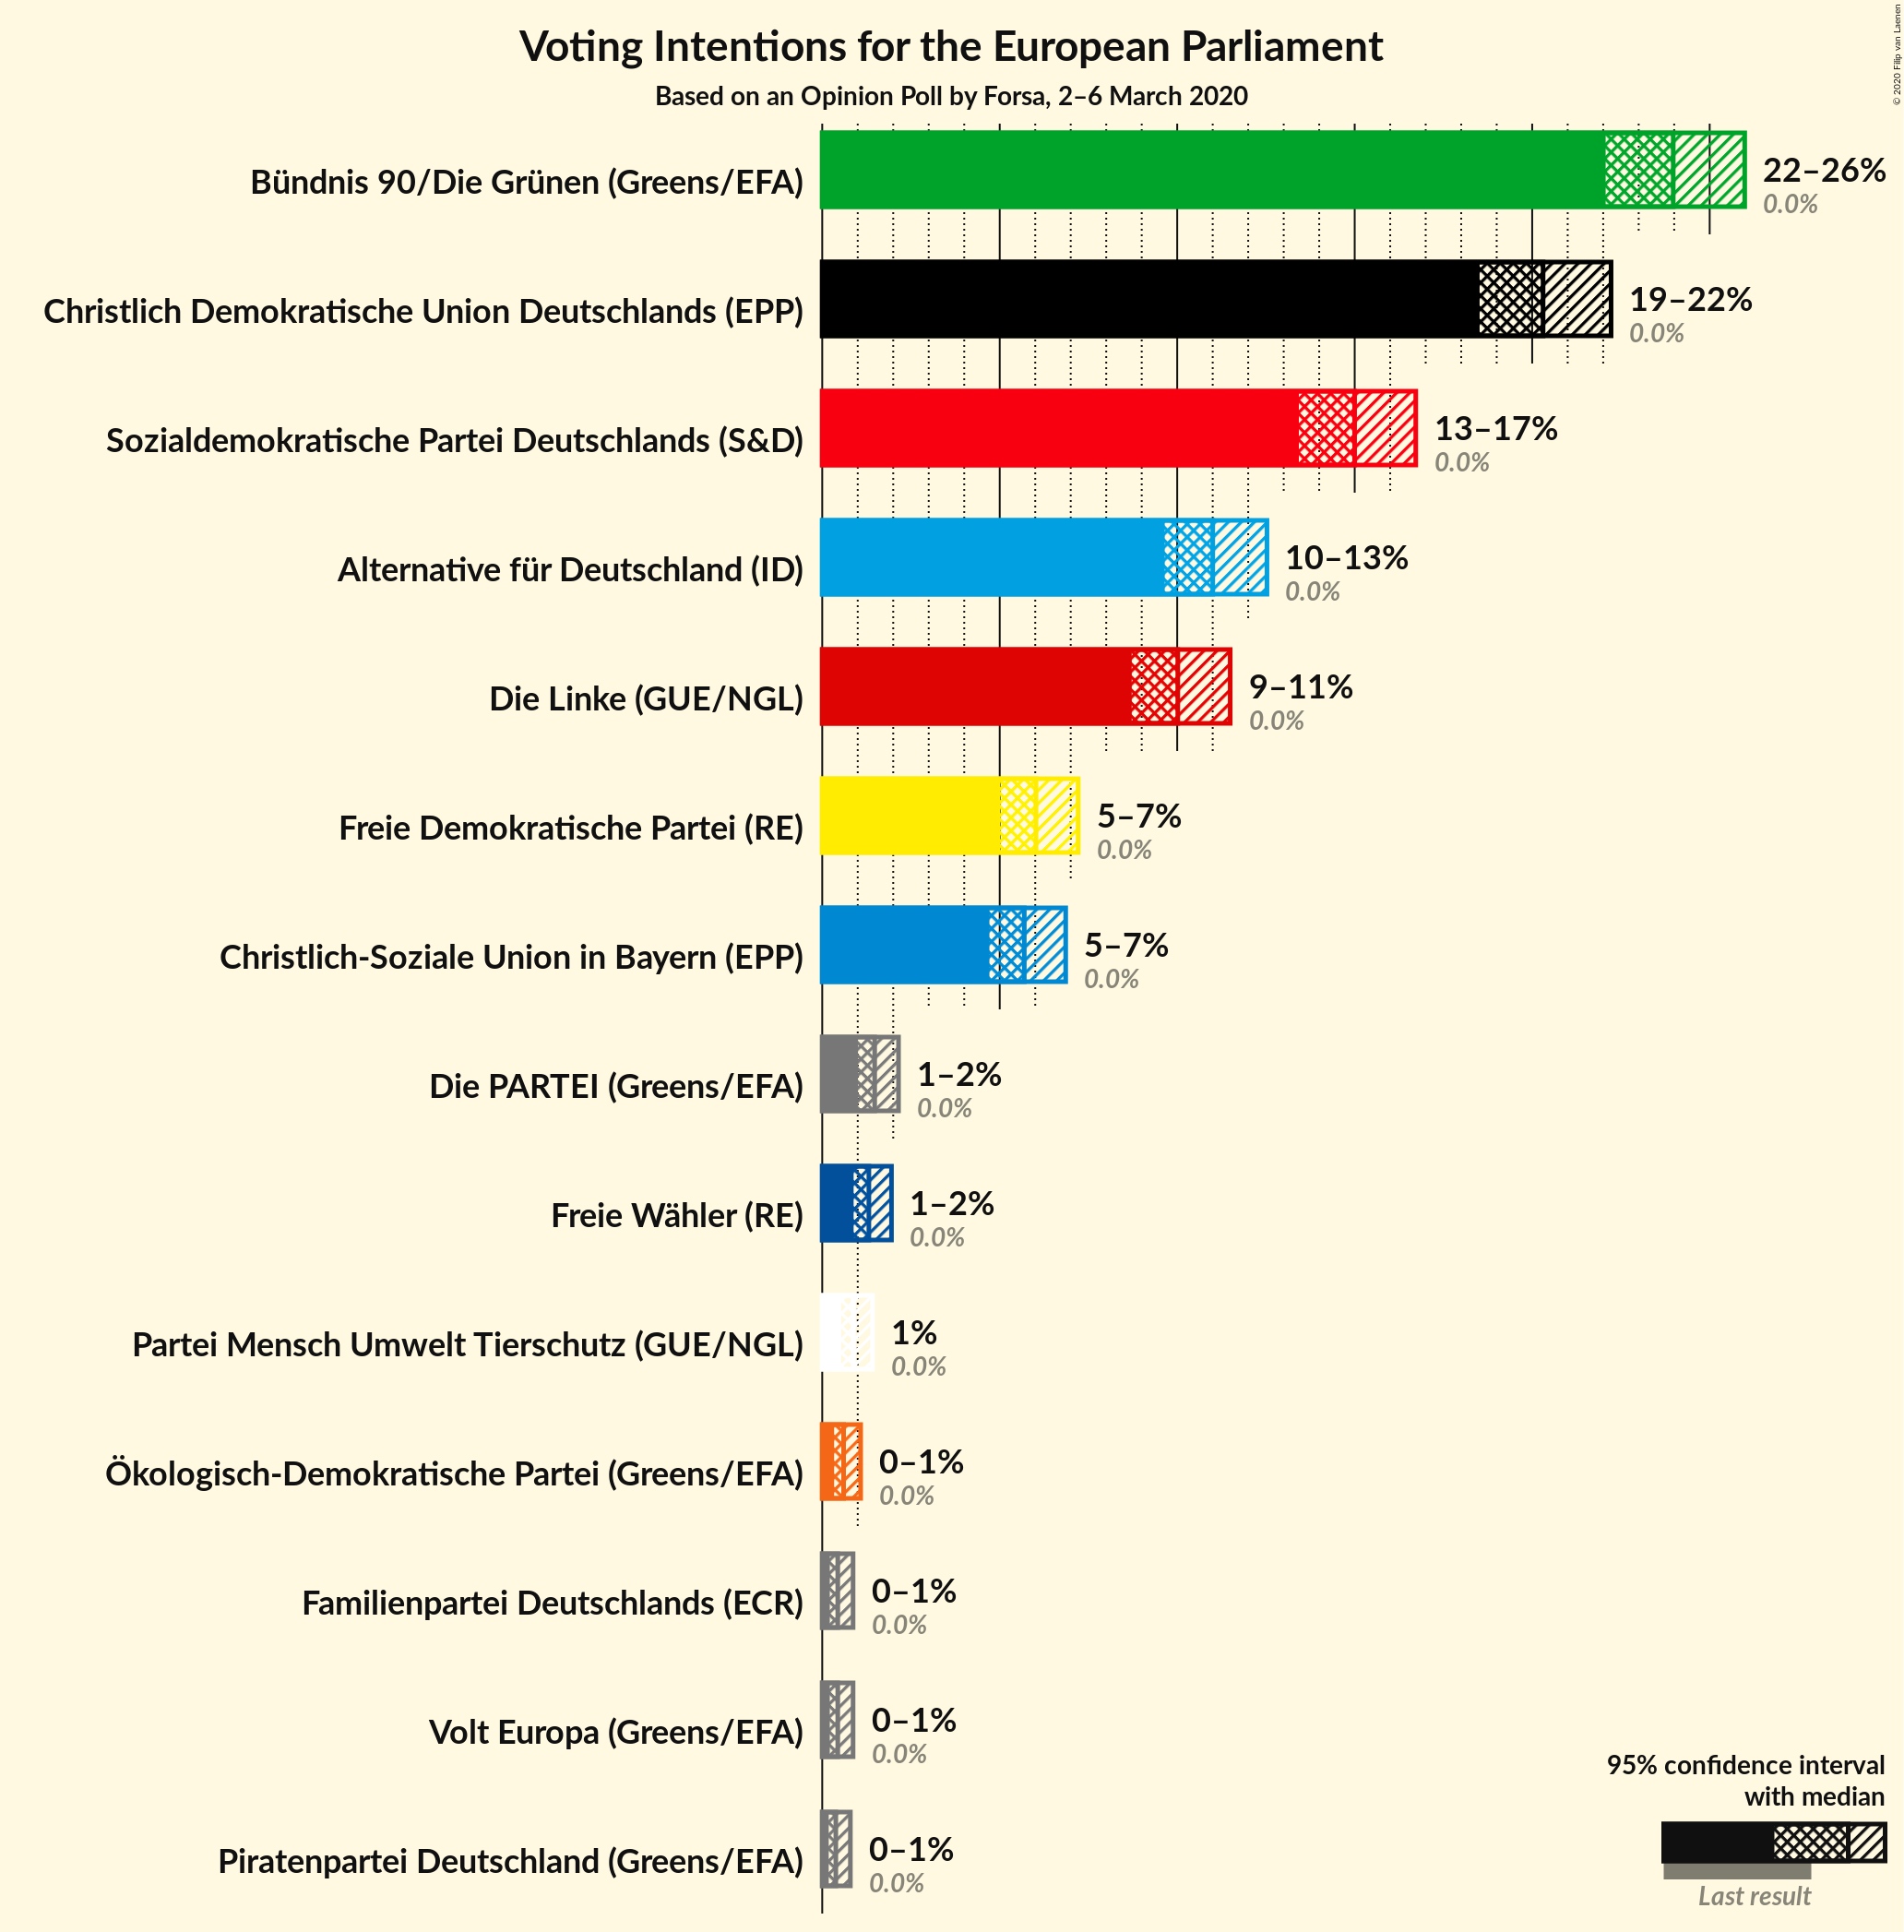 Voting Intentions for the European Parliament
Based on an Opinion Poll by Forsa, 2–6 March 2020
© 2020 Filip van Laenen
Bündnis 90/Die Grünen (Greens/EFA)
22–26%
0.0%
Christlich Demokratische Union Deutschlands (EPP)
19–22%
0.0%
Sozialdemokratische Partei Deutschlands (S&D)
13–17%
0.0%
Alternative für Deutschland (ID)
10–13%
0.0%
Die Linke (GUE/NGL)
9–11%
0.0%
Freie Demokratische Partei (RE)
5–7%
0.0%
Christlich-Soziale Union in Bayern (EPP)
5–7%
0.0%
Die PARTEI (Greens/EFA)
1–2%
0.0%
Freie Wähler (RE)
1–2%
0.0%
Partei Mensch Umwelt Tierschutz (GUE/NGL)
1%
0.0%
Ökologisch-Demokratische Partei (Greens/EFA)
0–1%
0.0%
Familienpartei Deutschlands (ECR)
0–1%
0.0%
Volt Europa (Greens/EFA)
0–1%
0.0%
Piratenpartei Deutschland (Greens/EFA)
0–1%
0.0%
95% confidence interval
with median
Last result